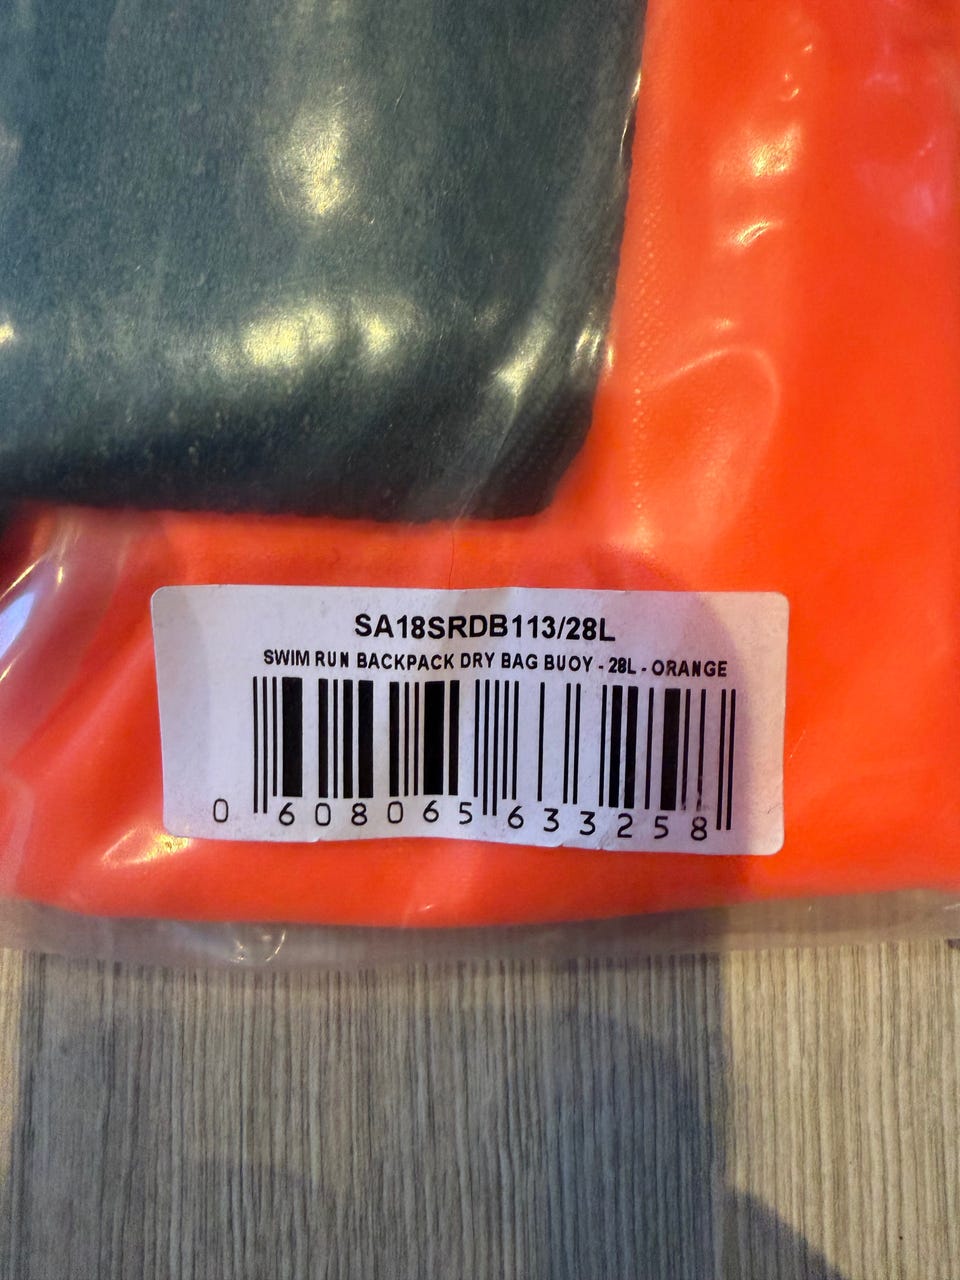 SA18SRDB113/28L
SWIM RUN BACKPACK DRY BAG BUOY - 28L - ORANGE
0 608065 633258